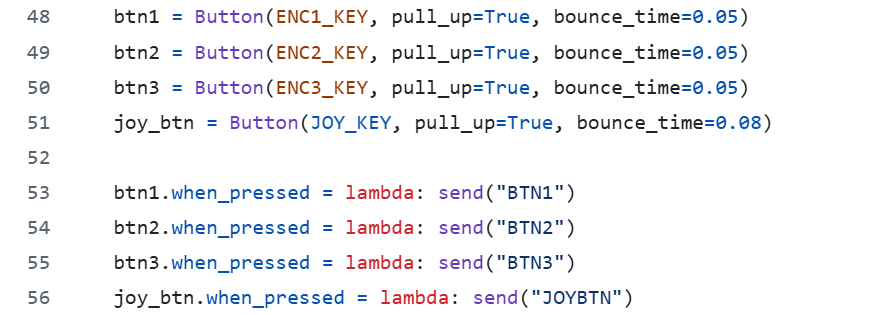 48 btn1 = Button(ENC1_KEY, pull_up=True, bounce_time=0.05)
49 btn2 = Button(ENC2_KEY, pull_up=True, bounce_time=0.05)
50 btn3 = Button(ENC3_KEY, pull_up=True, bounce_time=0.05)
51 joy_btn = Button(JOY_KEY, pull_up=True, bounce_time=0.08)
52
53 btn1.when_pressed = lambda: send("BTN1")
54 btn2.when_pressed = lambda: send("BTN2")
55 btn3.when_pressed = lambda: send("BTN3")
56 joy_btn.when_pressed = lambda: send("JOYBTN")